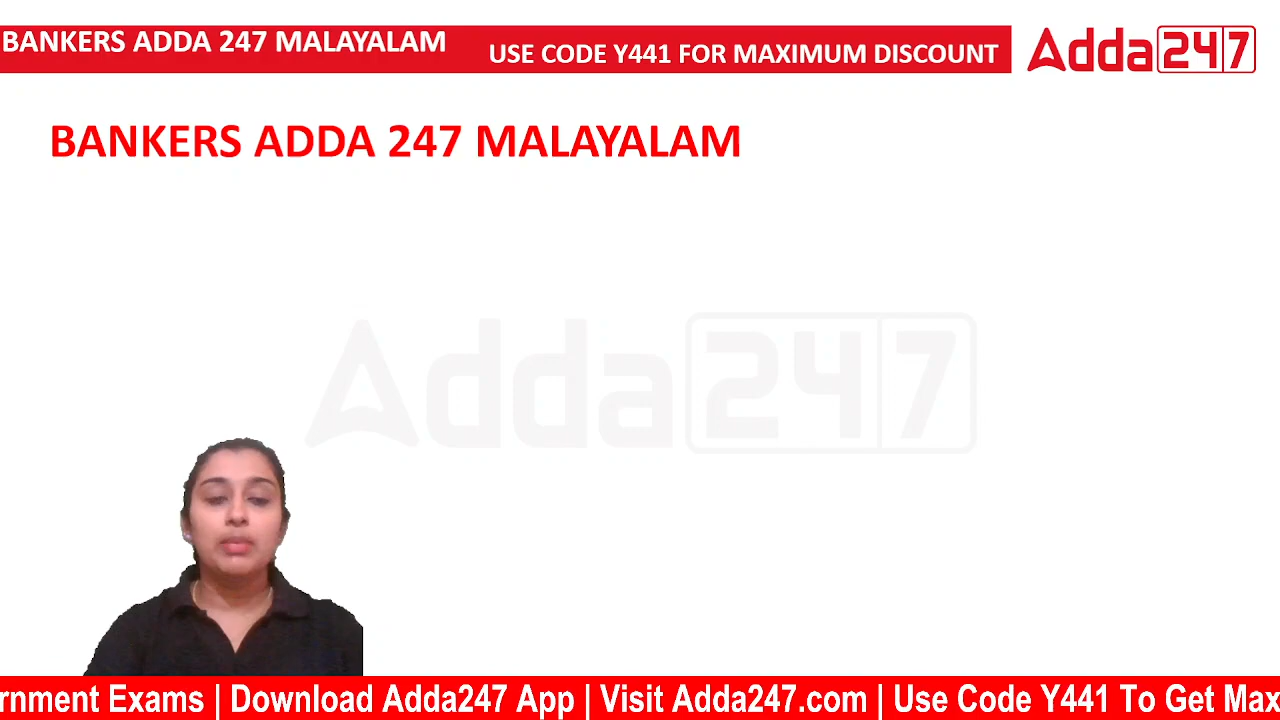 BANKERS ADDA 247 MALAYALAM
USE CODE Y441 FOR MAXIMUM DISCOUNT
Adda247
BANKERS ADDA 247 MALAYALAM
Adda247
rnment Exams | Download Adda247 App | Visit Adda247.com | Use Code Y441 To Get Max